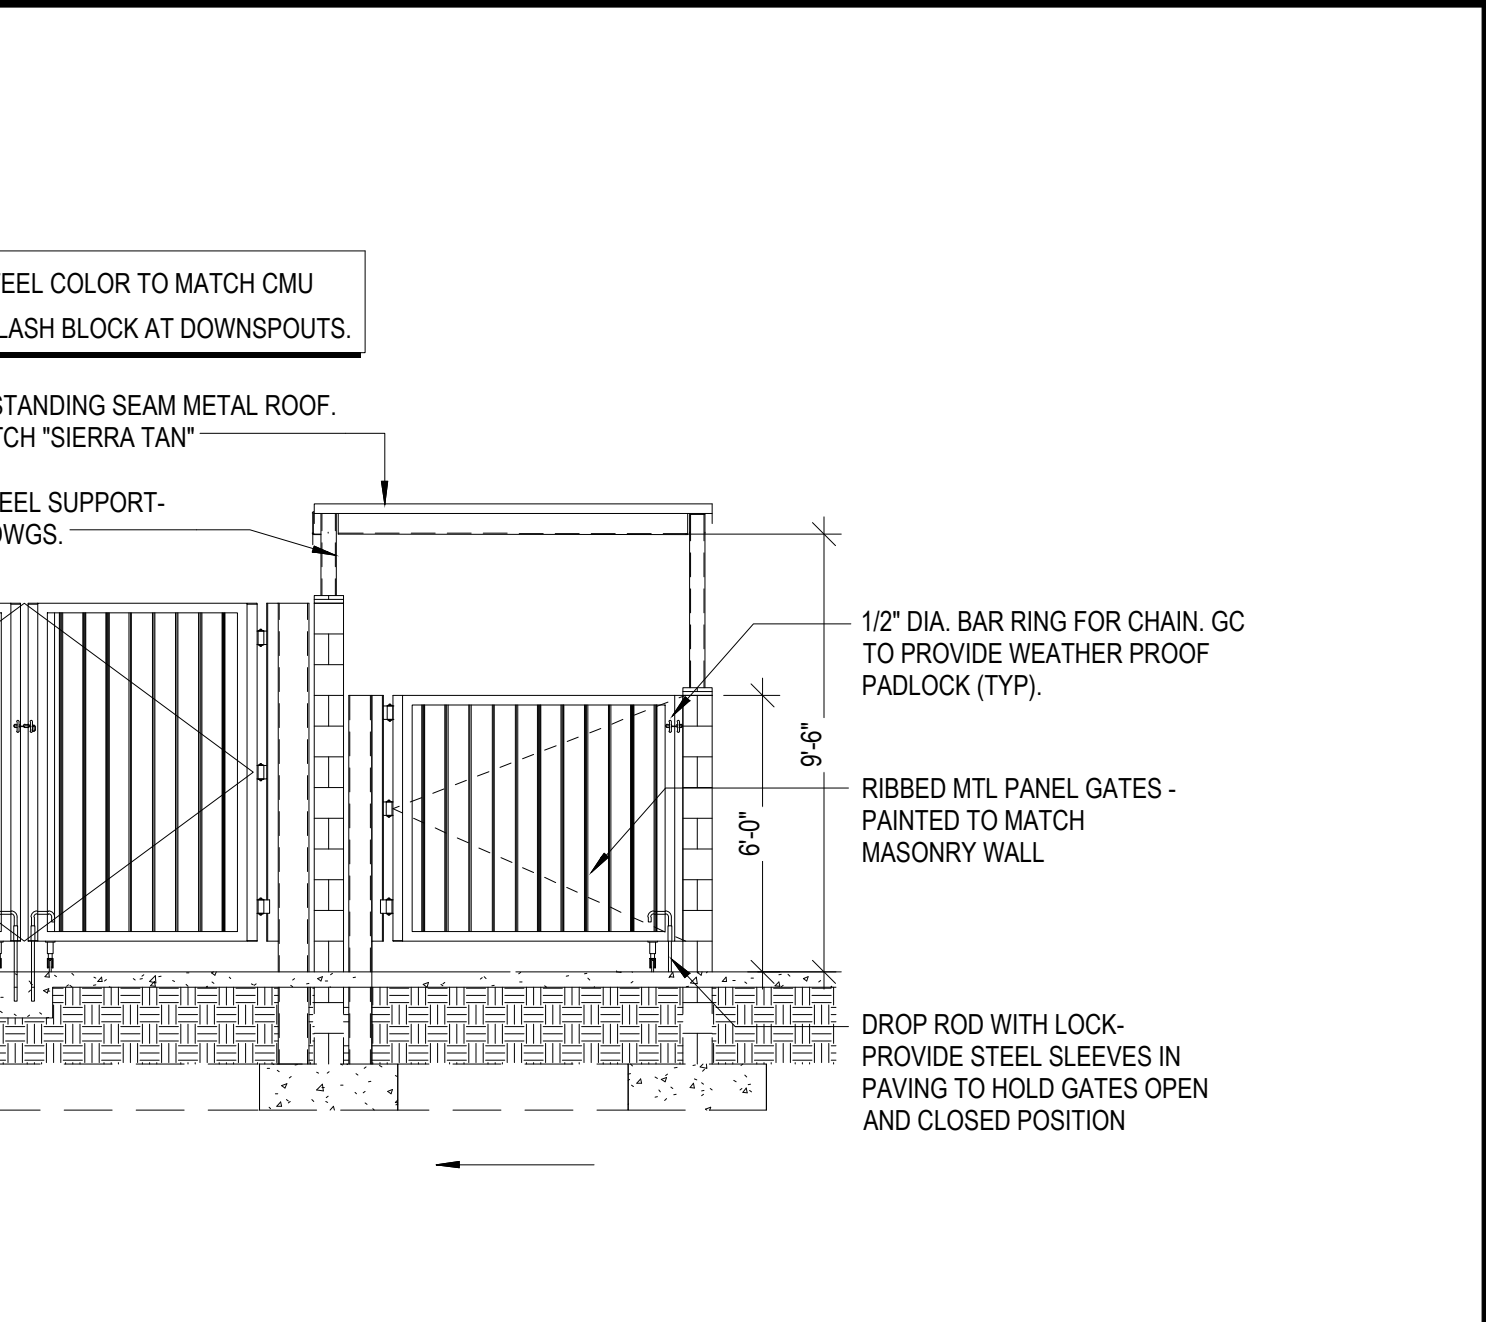 TEEL COLOR TO MATCH CMU
LASH BLOCK AT DOWNSPOUTS.
STANDING SEAM METAL ROOF.
TCH "SIERRA TAN"
EEL SUPPORT-
DWGS.
1/2" DIA. BAR RING FOR CHAIN. GC
TO PROVIDE WEATHER PROOF
PADLOCK (TYP).
9'-6"
6'-0"
RIBBED MTL PANEL GATES -
PAINTED TO MATCH
MASONRY WALL
DROP ROD WITH LOCK-
PROVIDE STEEL SLEEVES IN
PAVING TO HOLD GATES OPEN
AND CLOSED POSITION